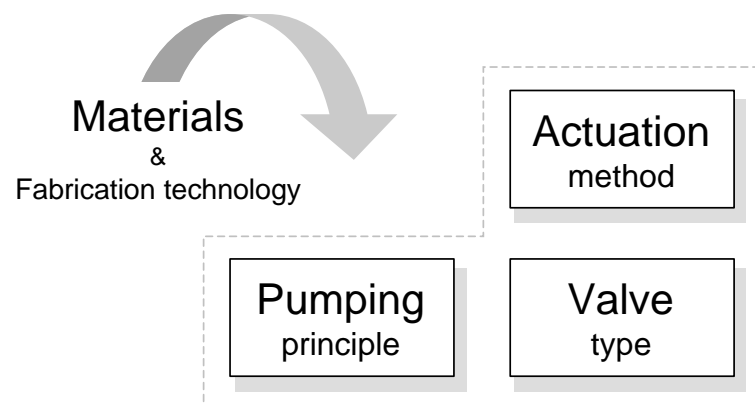 Materials
&
Fabrication technology
Actuation
method
Pumping
principle
Valve
type